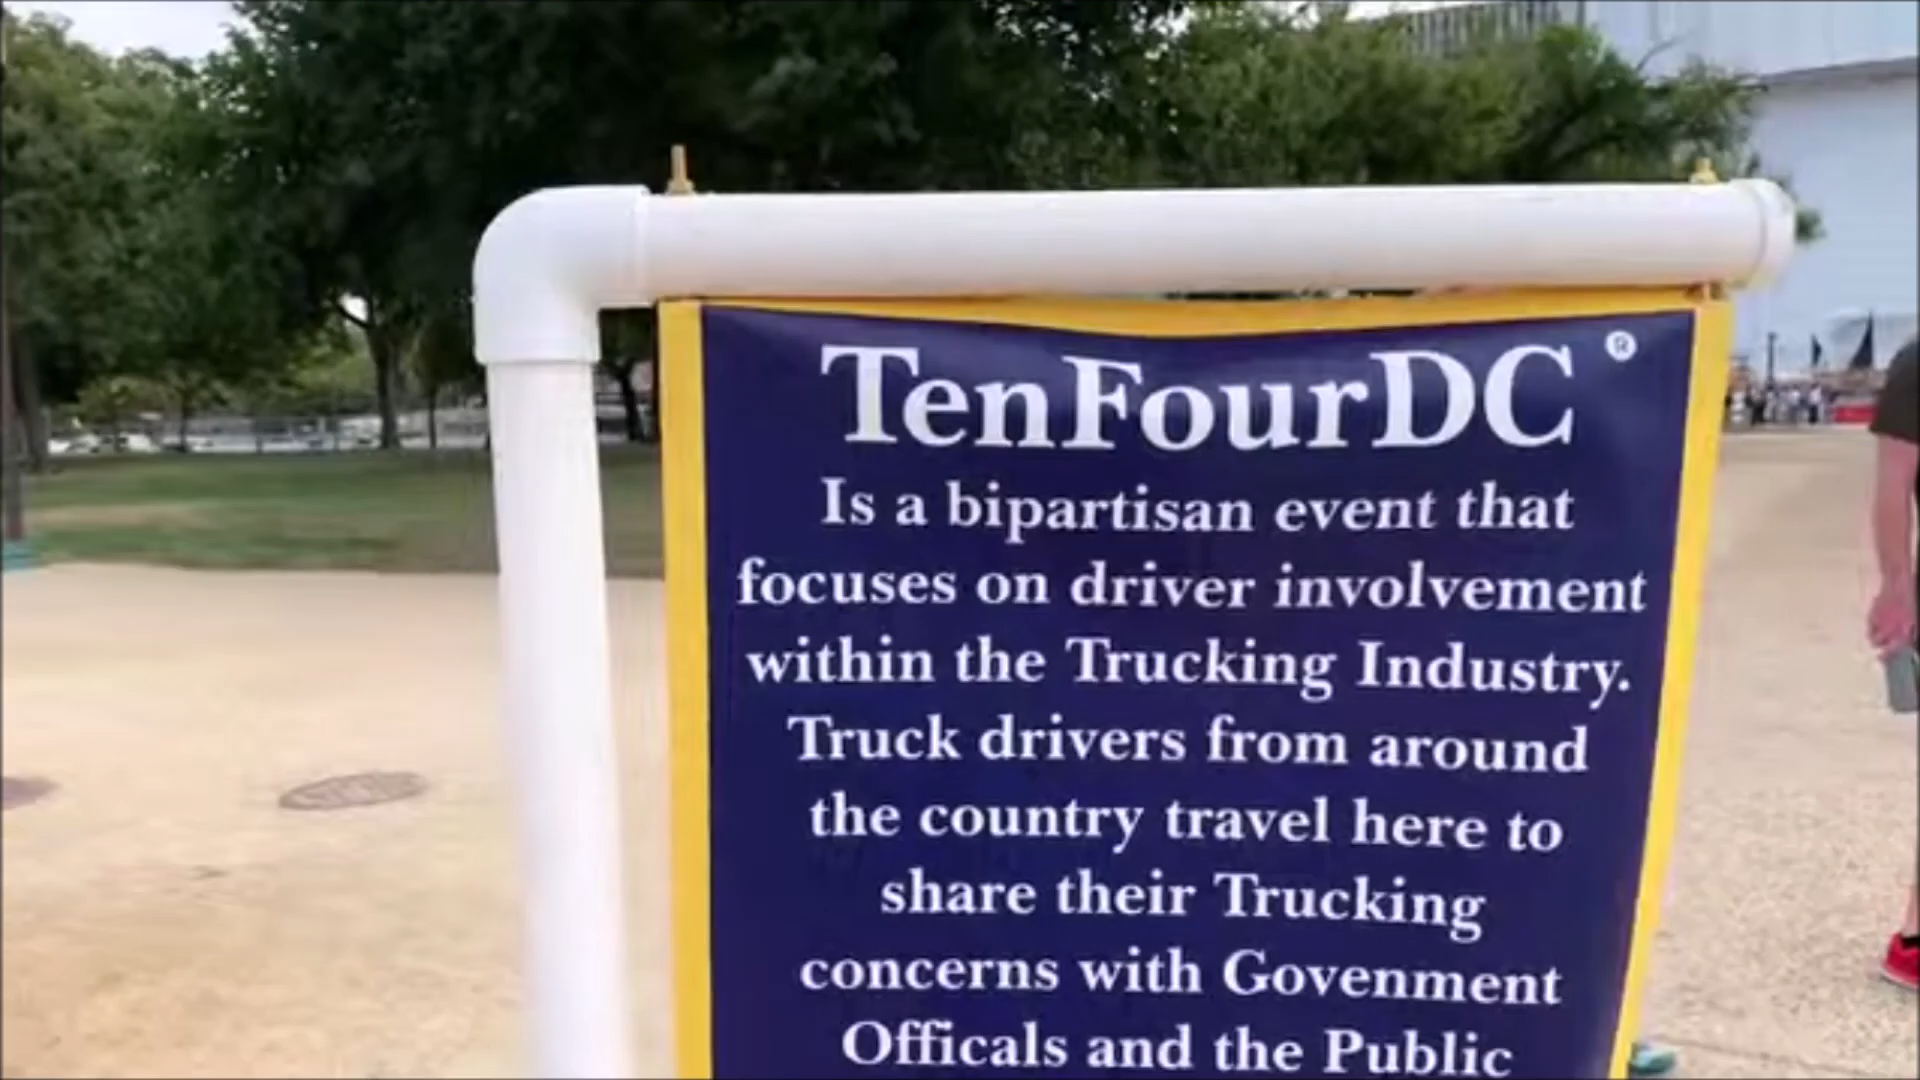 TenFourDC ®
Is a bipartisan event that
focuses on driver involvement
within the Trucking Industry.
Truck drivers from around
the country travel here to
share their Trucking
concerns with Govenment
Officals and the Public